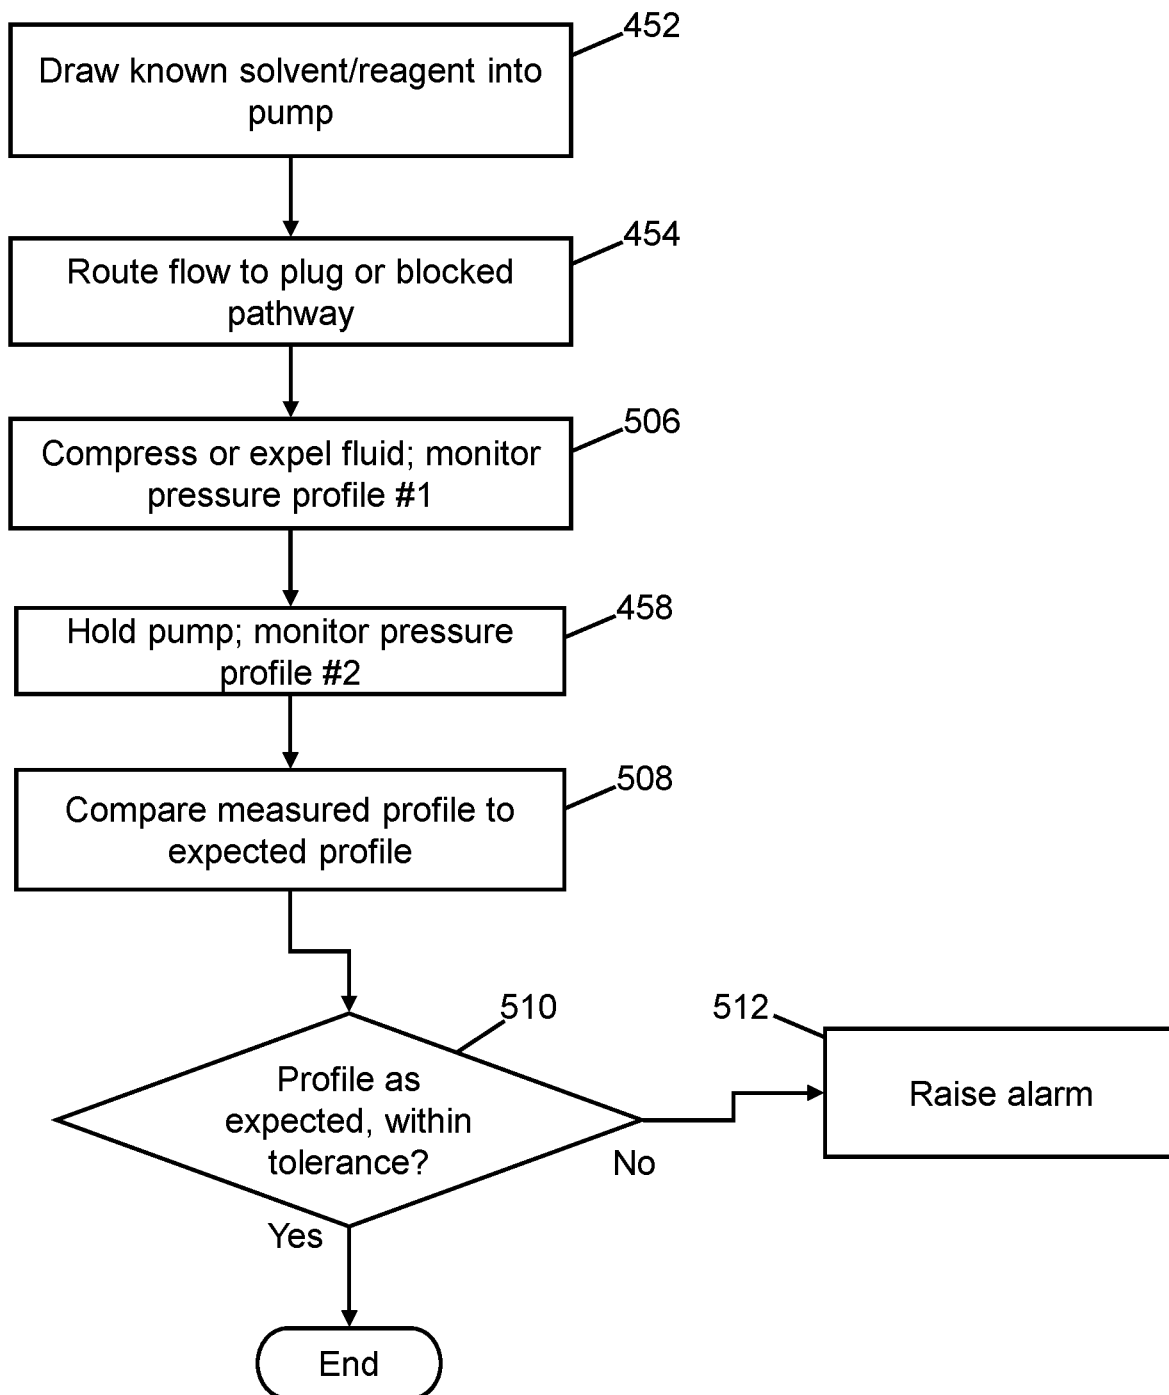 452
Draw known solvent/reagent into
pump
454
Route flow to plug or blocked
pathway
506
Compress or expel fluid; monitor
pressure profile #1
458
Hold pump; monitor pressure
profile #2
508
Compare measured profile to
expected profile
510
512
Profile as
expected, within
tolerance?
Raise alarm
No
Yes
End